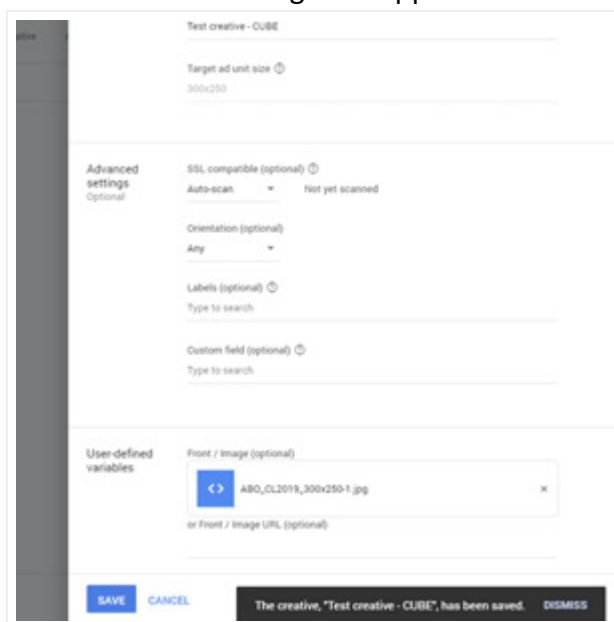 ative
Test creative - CUBE
Target ad unit size
300x250
Advanced settings
Optional
SSL compatible (optional)
Auto-scan
Not yet scanned
Orientation (optional)
Any
Labels (optional)
Type to search
Custom field (optional)
Type to search
User-defined variables
Front / Image (optional)
ABO_CL2019_300x250-1.jpg
or Front / Image URL (optional)
SAVE CANCEL
The creative, "Test creative - CUBE", has been saved. DISMISS